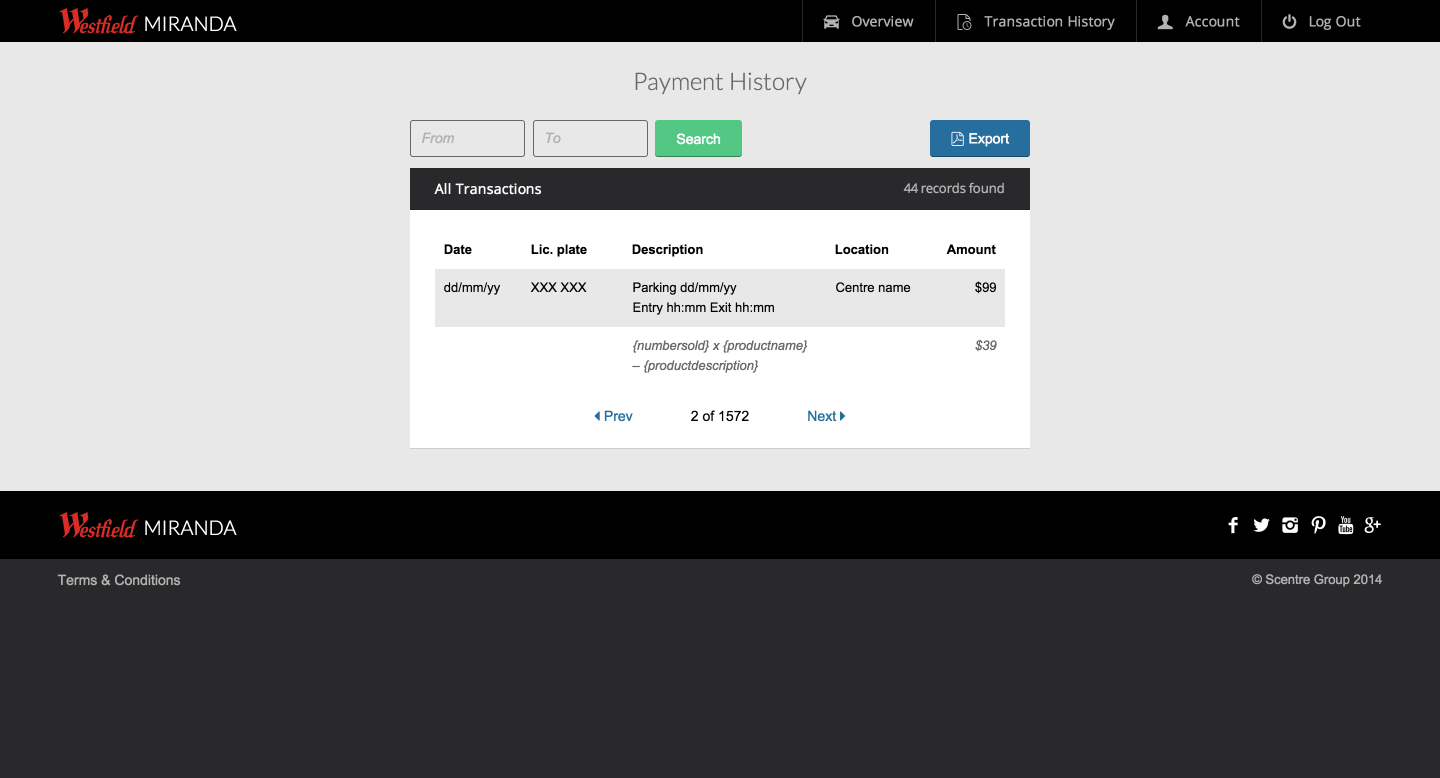 Westfield MIRANDA
Overview
Transaction History
Account
Log Out
Payment History
From
To
Search
Export
All Transactions
44 records found
Date Lic. plate Description Location Amount
dd/mm/yy XXX XXX Parking dd/mm/yy Centre name $99
Entry hh:mm Exit hh:mm
{numbersold} x {productname} $39
– {productdescription}
Prev 2 of 1572 Next
Westfield MIRANDA
You Tube
Terms & Conditions
© Scentre Group 2014